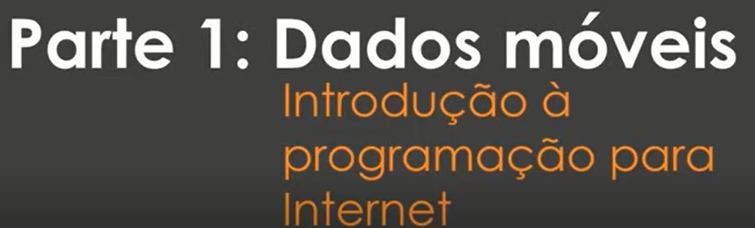 Parte 1: Dados móveis
Introdução à
programação para
Internet